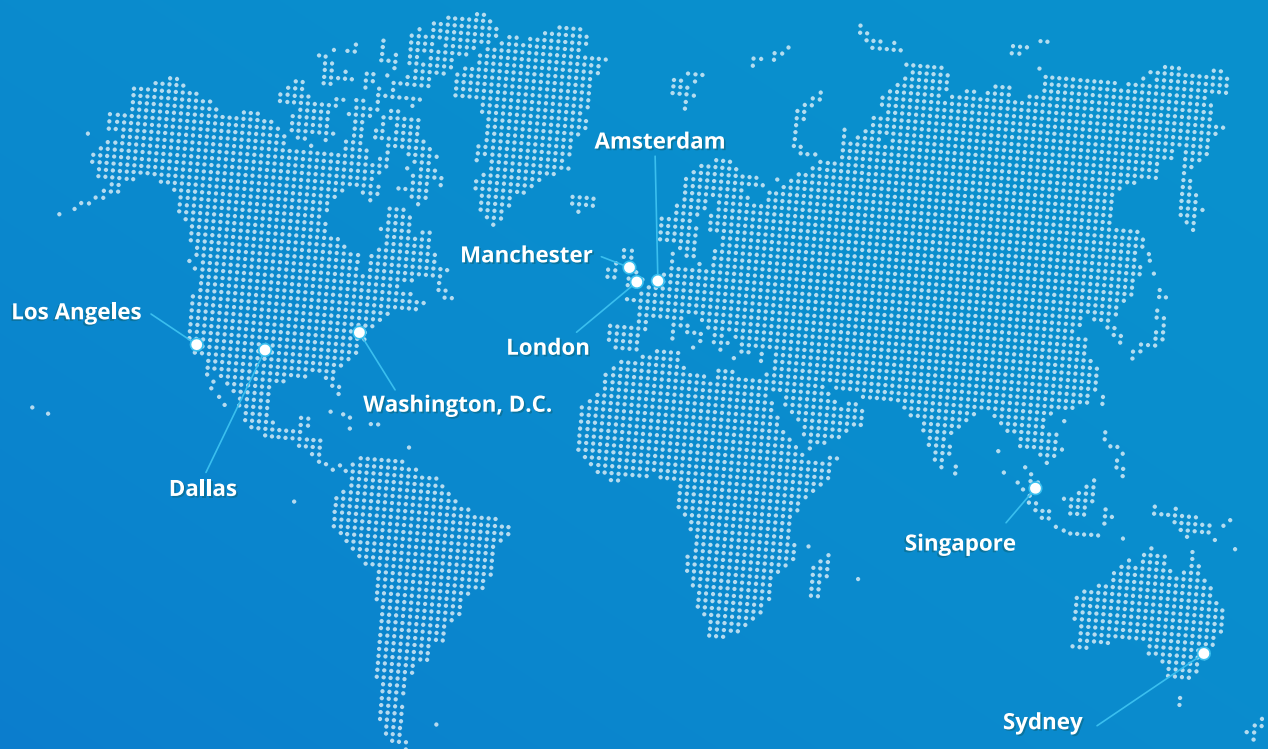 Amsterdam
Manchester
Los Angeles
London
Washington, D.C.
Dallas
Singapore
Sydney